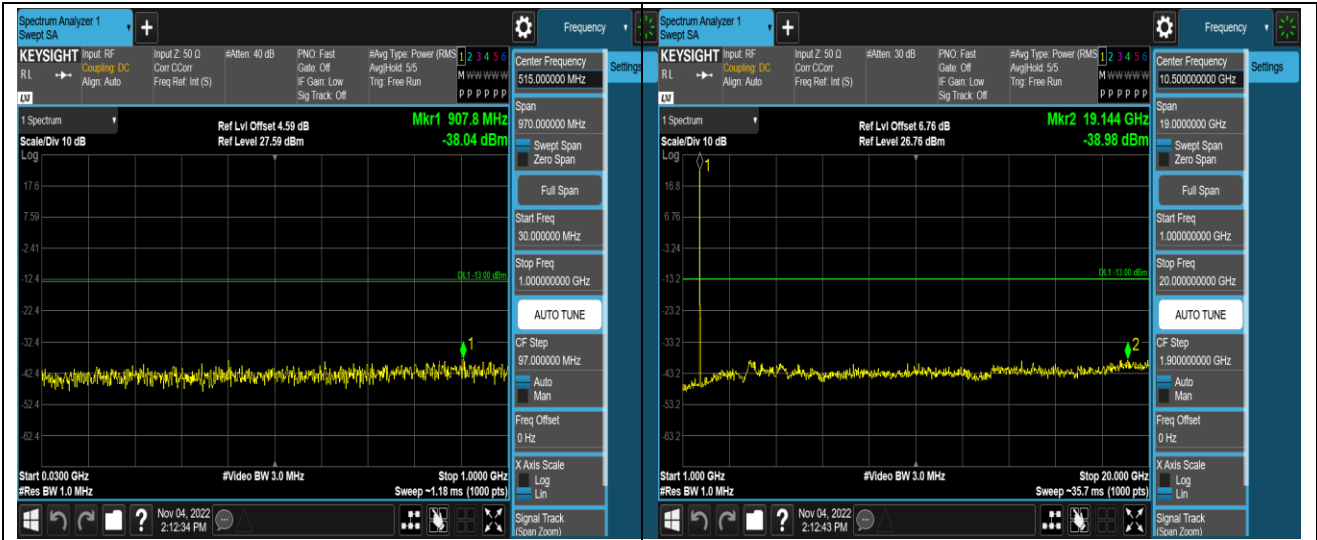 Spectrum Analyzer 1
Swept SA
+
Frequency
KEYSIGHT
RL
LXI
Input: RF
Coupling: DC
Align: Auto
Input Z: 50 Ω
Corr CCorr
Freq Ref: Int (S)
#Atten: 40 dB
PNO: Fast
Gate: Off
IF Gain: Low
Sig Track: Off
#Avg Type: Power (RMS
Avg|Hold: 5/5
Trig: Free Run
1 2 3 4 5 6
M W W W W W
P P P P P P
Center Frequency
515.000000 MHz
Settings
1 Spectrum
Scale/Div 10 dB
Log
Ref Lvl Offset 4.59 dB
Ref Level 27.59 dBm
Mkr1 907.8 MHz
-38.04 dBm
17.6
7.59
-2.41
-12.4
-22.4
-32.4
-42.4
-52.4
-62.4
DL1 -13.00 dBm
1
Start 0.0300 GHz
#Res BW 1.0 MHz
#Video BW 3.0 MHz
Stop 1.0000 GHz
Sweep ~1.18 ms (1000 pts)
Span
970.000000 MHz
Swept Span
Zero Span
Full Span
Start Freq
30.000000 MHz
Stop Freq
1.000000000 GHz
AUTO TUNE
CF Step
97.000000 MHz
Auto
Man
Freq Offset
0 Hz
X Axis Scale
Log
Lin
Signal Track
(Span Zoom)
?
Nov 04, 2022
2:12:34 PM
Spectrum Analyzer 1
Swept SA
+
Frequency
KEYSIGHT
RL
LXI
Input: RF
Coupling: DC
Align: Auto
Input Z: 50 Ω
Corr CCorr
Freq Ref: Int (S)
#Atten: 30 dB
PNO: Fast
Gate: Off
IF Gain: Low
Sig Track: Off
#Avg Type: Power (RMS
Avg|Hold: 5/5
Trig: Free Run
1 2 3 4 5 6
M W W W W W
P P P P P P
Center Frequency
10.500000000 GHz
Settings
1 Spectrum
Scale/Div 10 dB
Log
Ref Lvl Offset 6.76 dB
Ref Level 26.76 dBm
Mkr2 19.144 GHz
-38.98 dBm
1
16.8
6.76
-3.24
-13.2
-23.2
-33.2
-43.2
-53.2
-63.2
DL1 -13.00 dBm
2
Start 1.000 GHz
#Res BW 1.0 MHz
#Video BW 3.0 MHz
Stop 20.000 GHz
Sweep ~35.7 ms (1000 pts)
Span
19.0000000 GHz
Swept Span
Zero Span
Full Span
Start Freq
1.000000000 GHz
Stop Freq
20.000000000 GHz
AUTO TUNE
CF Step
1.900000000 GHz
Auto
Man
Freq Offset
0 Hz
X Axis Scale
Log
Lin
Signal Track
(Span Zoom)
?
Nov 04, 2022
2:12:43 PM